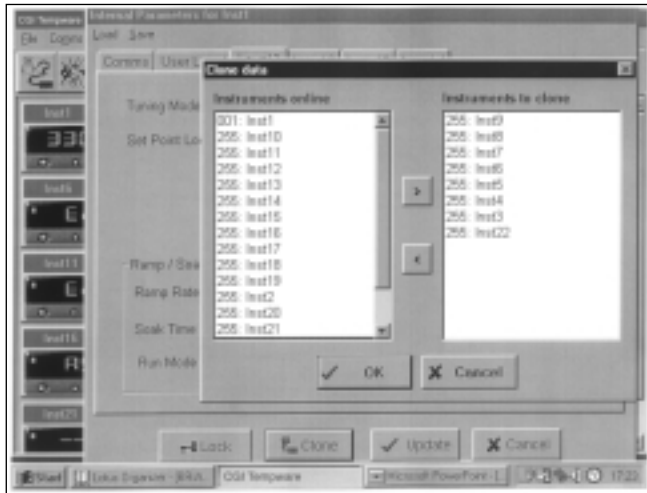 CGI Tempware
Internal Parameters for Inst1
File Comms
Load Save
Comms User
Clone data
Instruments online
Instruments to clone
Tuning Mode
Set Point
Inst1
330
Inst6
Inst11
Inst16
001: Inst1
255: Inst10
255: Inst11
255: Inst12
255: Inst13
255: Inst14
255: Inst15
255: Inst16
255: Inst17
255: Inst18
255: Inst19
255: Inst2
255: Inst20
255: Inst21
>
<
255: Inst9
255: Inst8
255: Inst7
255: Inst6
255: Inst5
255: Inst4
255: Inst3
255: Inst22
Ramp / Soak
Ramp Rate
Soak Time
Run Mode
OK
Cancel
Lock
Clone
Update
Cancel
Start
Lotus Organizer -
CGI Tempware
Microsoft PowerPoint -
17:22